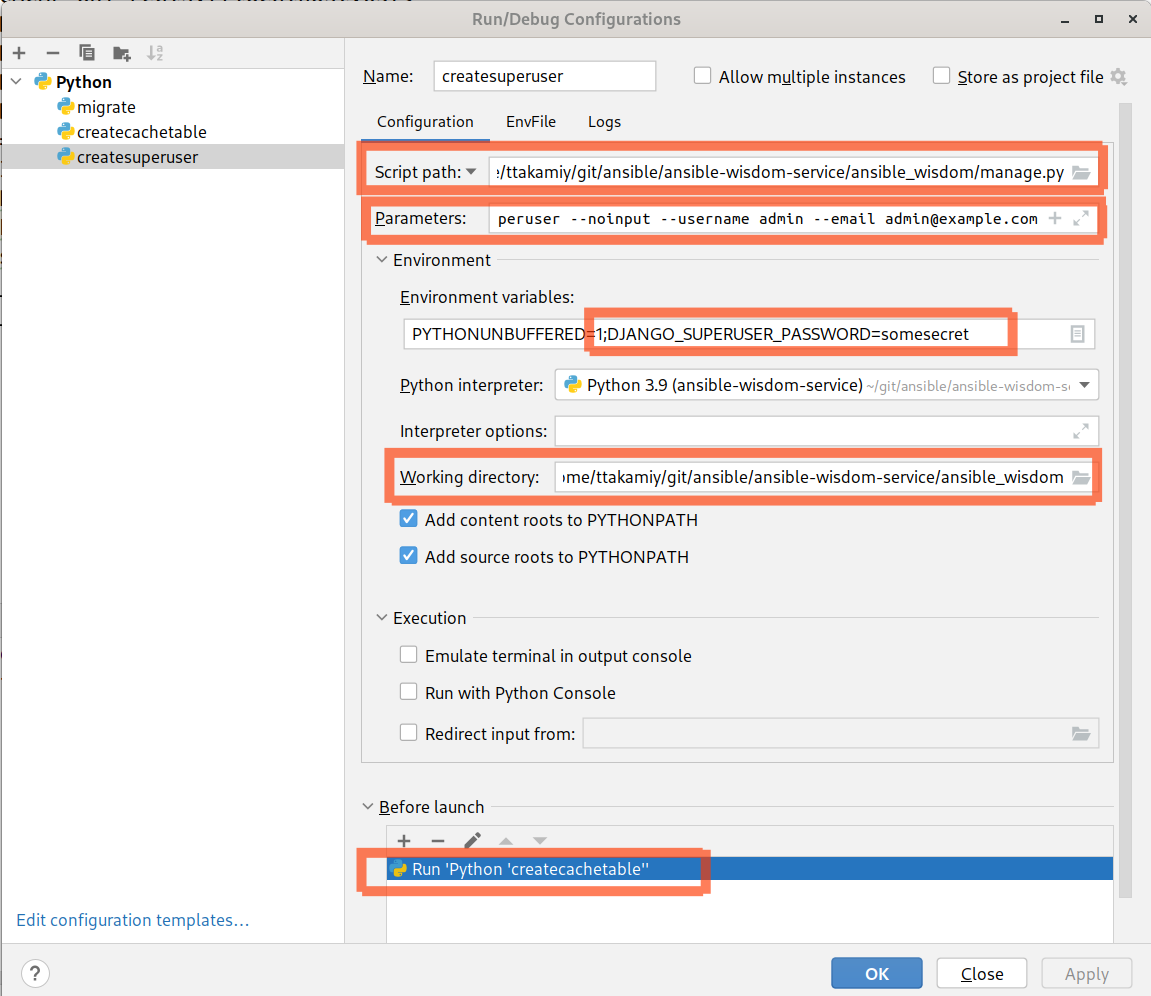 Run/Debug Configurations
Python
migrate
createcachetable
createsuperuser
Edit configuration templates...
Name: createsuperuser Allow multiple instances Store as project file
Configuration EnvFile Logs
Script path: /ttakamiy/git/ansible/ansible-wisdom-service/ansible_wisdom/manage.py
Parameters: peruser --noinput --username admin --email admin@example.com
Environment
Environment variables:
PYTHONUNBUFFERED=1;DJANGO_SUPERUSER_PASSWORD=somesecret
Python interpreter: Python 3.9 (ansible-wisdom-service) ~/git/ansible/ansible-wisdom-s
Interpreter options:
Working directory: ome/ttakamiy/git/ansible/ansible-wisdom-service/ansible_wisdom
Add content roots to PYTHONPATH
Add source roots to PYTHONPATH
Execution
Emulate terminal in output console
Run with Python Console
Redirect input from:
Before launch
Run 'Python 'createcachetable''
? OK Close Apply